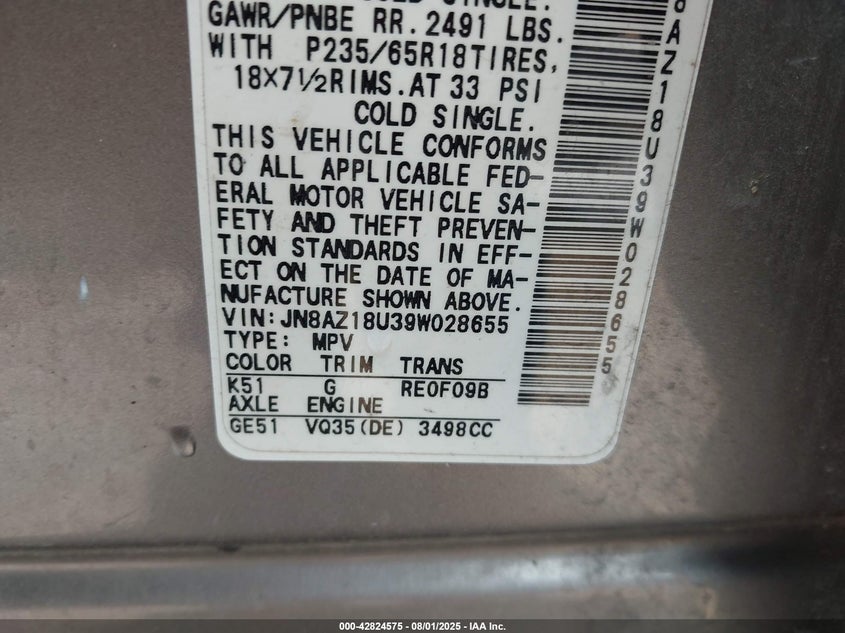 GAWR/PNBE RR. 2491 LBS.
WITH P235/65R18TIRES,
18X7½RIMS. AT 33 PSI
COLD SINGLE.
THIS VEHICLE CONFORMS
TO ALL APPLICABLE FED-
ERAL MOTOR VEHICLE SA-
FETY AND THEFT PREVEN-
TION STANDARDS IN EFF-
ECT ON THE DATE OF MA-
NUFACTURE SHOWN ABOVE.
VIN:JN8AZ18U39W028655
TYPE: MPV
COLOR TRIM TRANS
K51 G RE0F09B
AXLE ENGINE
GE51 VQ35(DE) 3498CC
8AZ18U39W028655
000-42824575 — 08/01/2025 — IAA Inc.